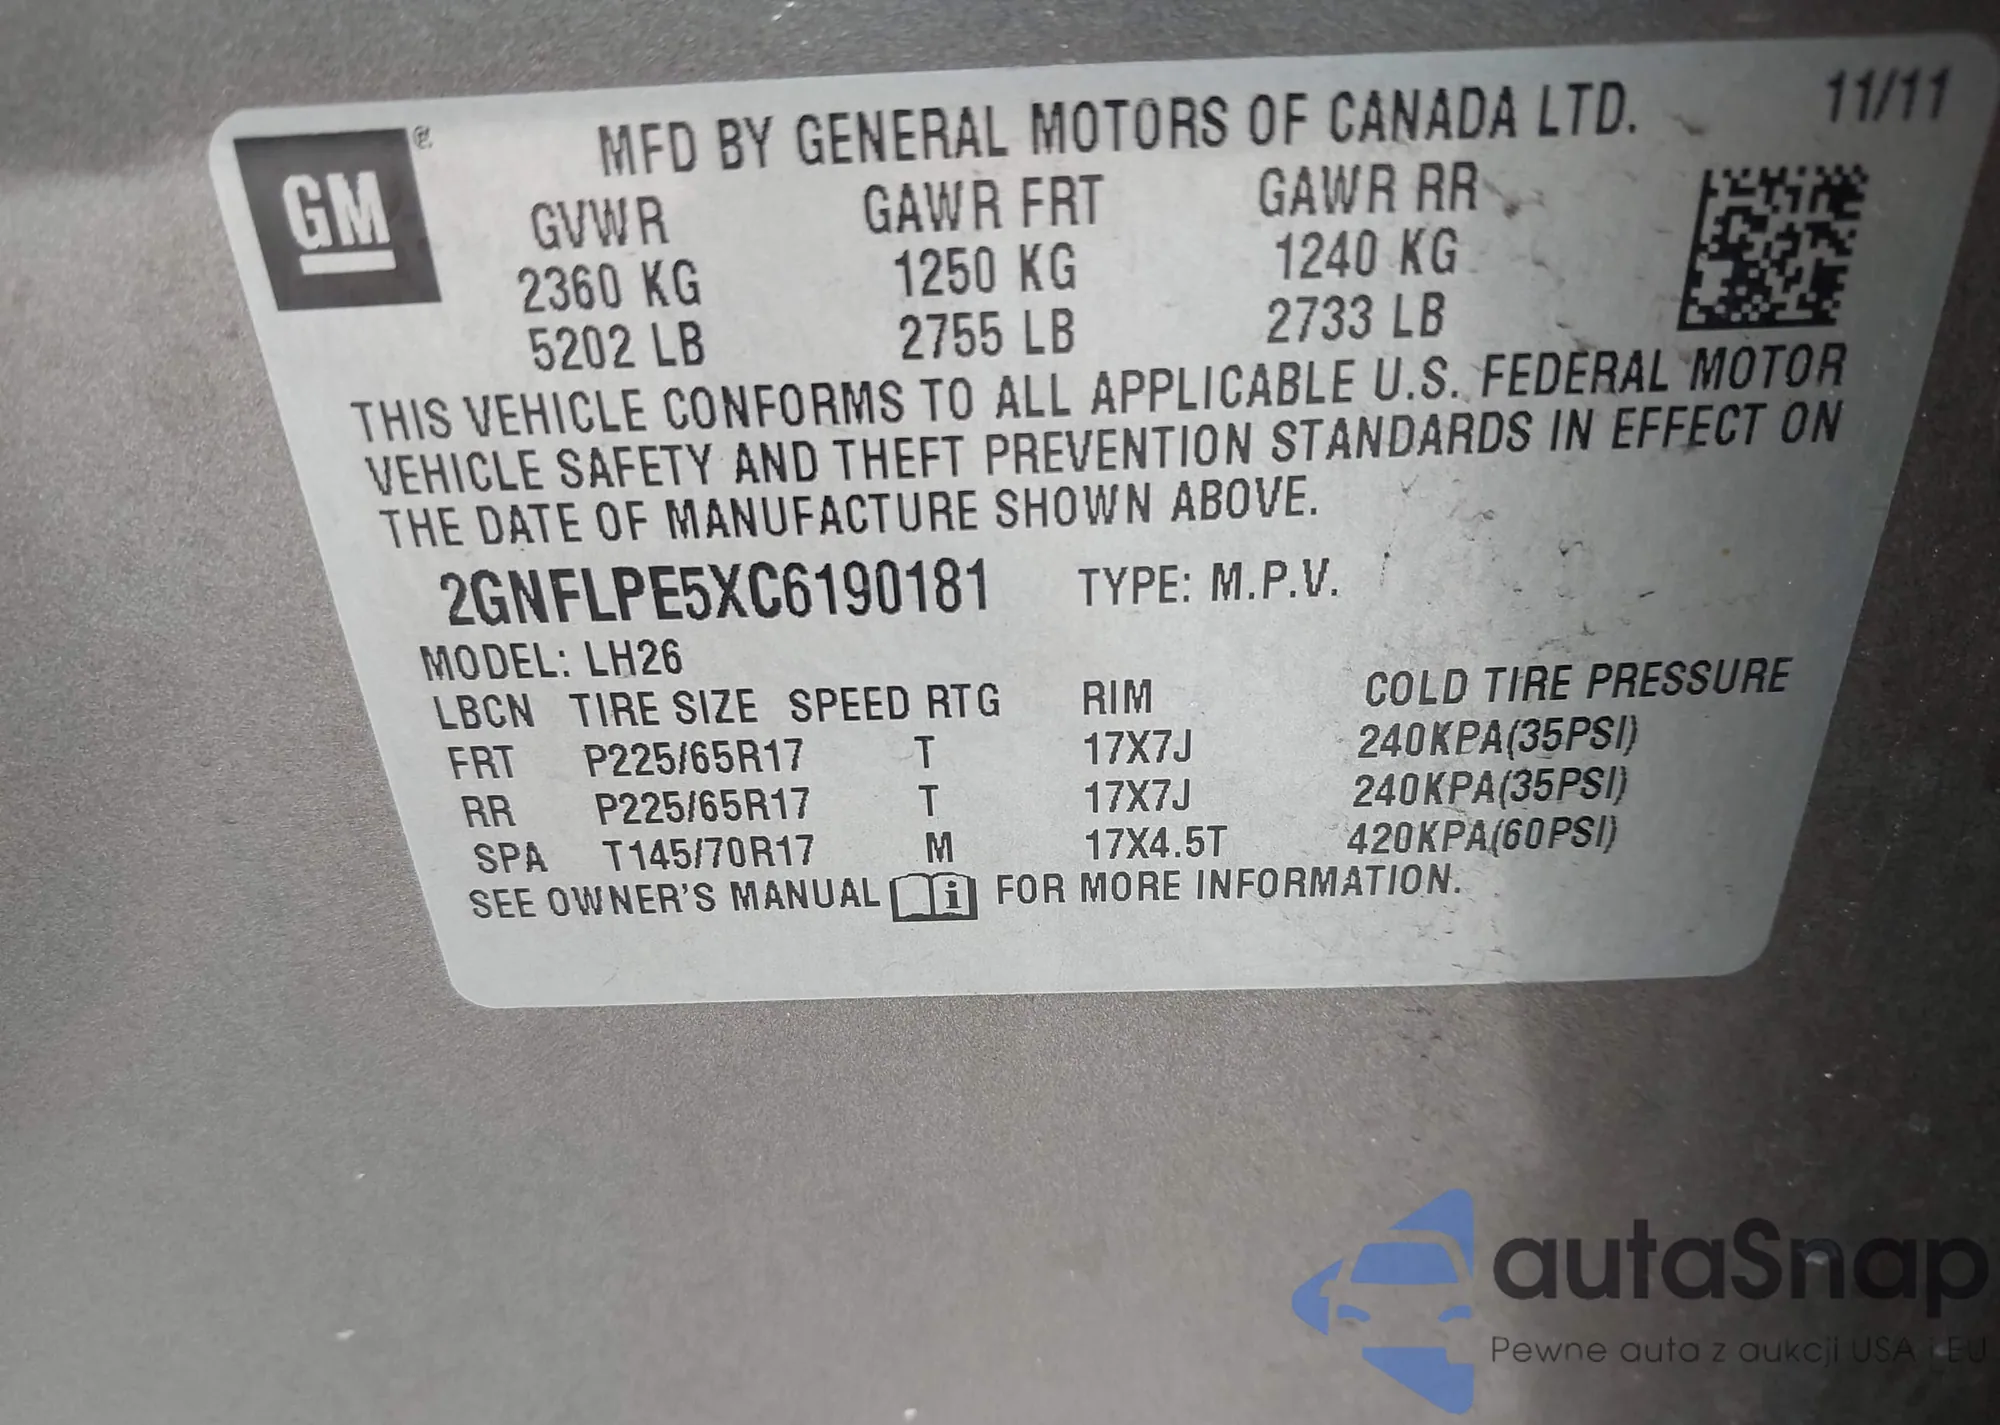 MFD BY GENERAL MOTORS OF CANADA LTD. 11/11
GM ®
GVWR GAWR FRT GAWR RR
2360 KG 1250 KG 1240 KG
5202 LB 2755 LB 2733 LB
THIS VEHICLE CONFORMS TO ALL APPLICABLE U.S. FEDERAL MOTOR
VEHICLE SAFETY AND THEFT PREVENTION STANDARDS IN EFFECT ON
THE DATE OF MANUFACTURE SHOWN ABOVE.
2GNFLPE5XC6190181 TYPE: M.P.V.
MODEL: LH26
LBCN TIRE SIZE SPEED RTG RIM COLD TIRE PRESSURE
FRT P225/65R17 T 17X7J 240KPA(35PSI)
RR P225/65R17 T 17X7J 240KPA(35PSI)
SPA T145/70R17 M 17X4.5T 420KPA(60PSI)
SEE OWNER'S MANUAL i FOR MORE INFORMATION.
autaSnap
Pewne auta z aukcji USA i EU